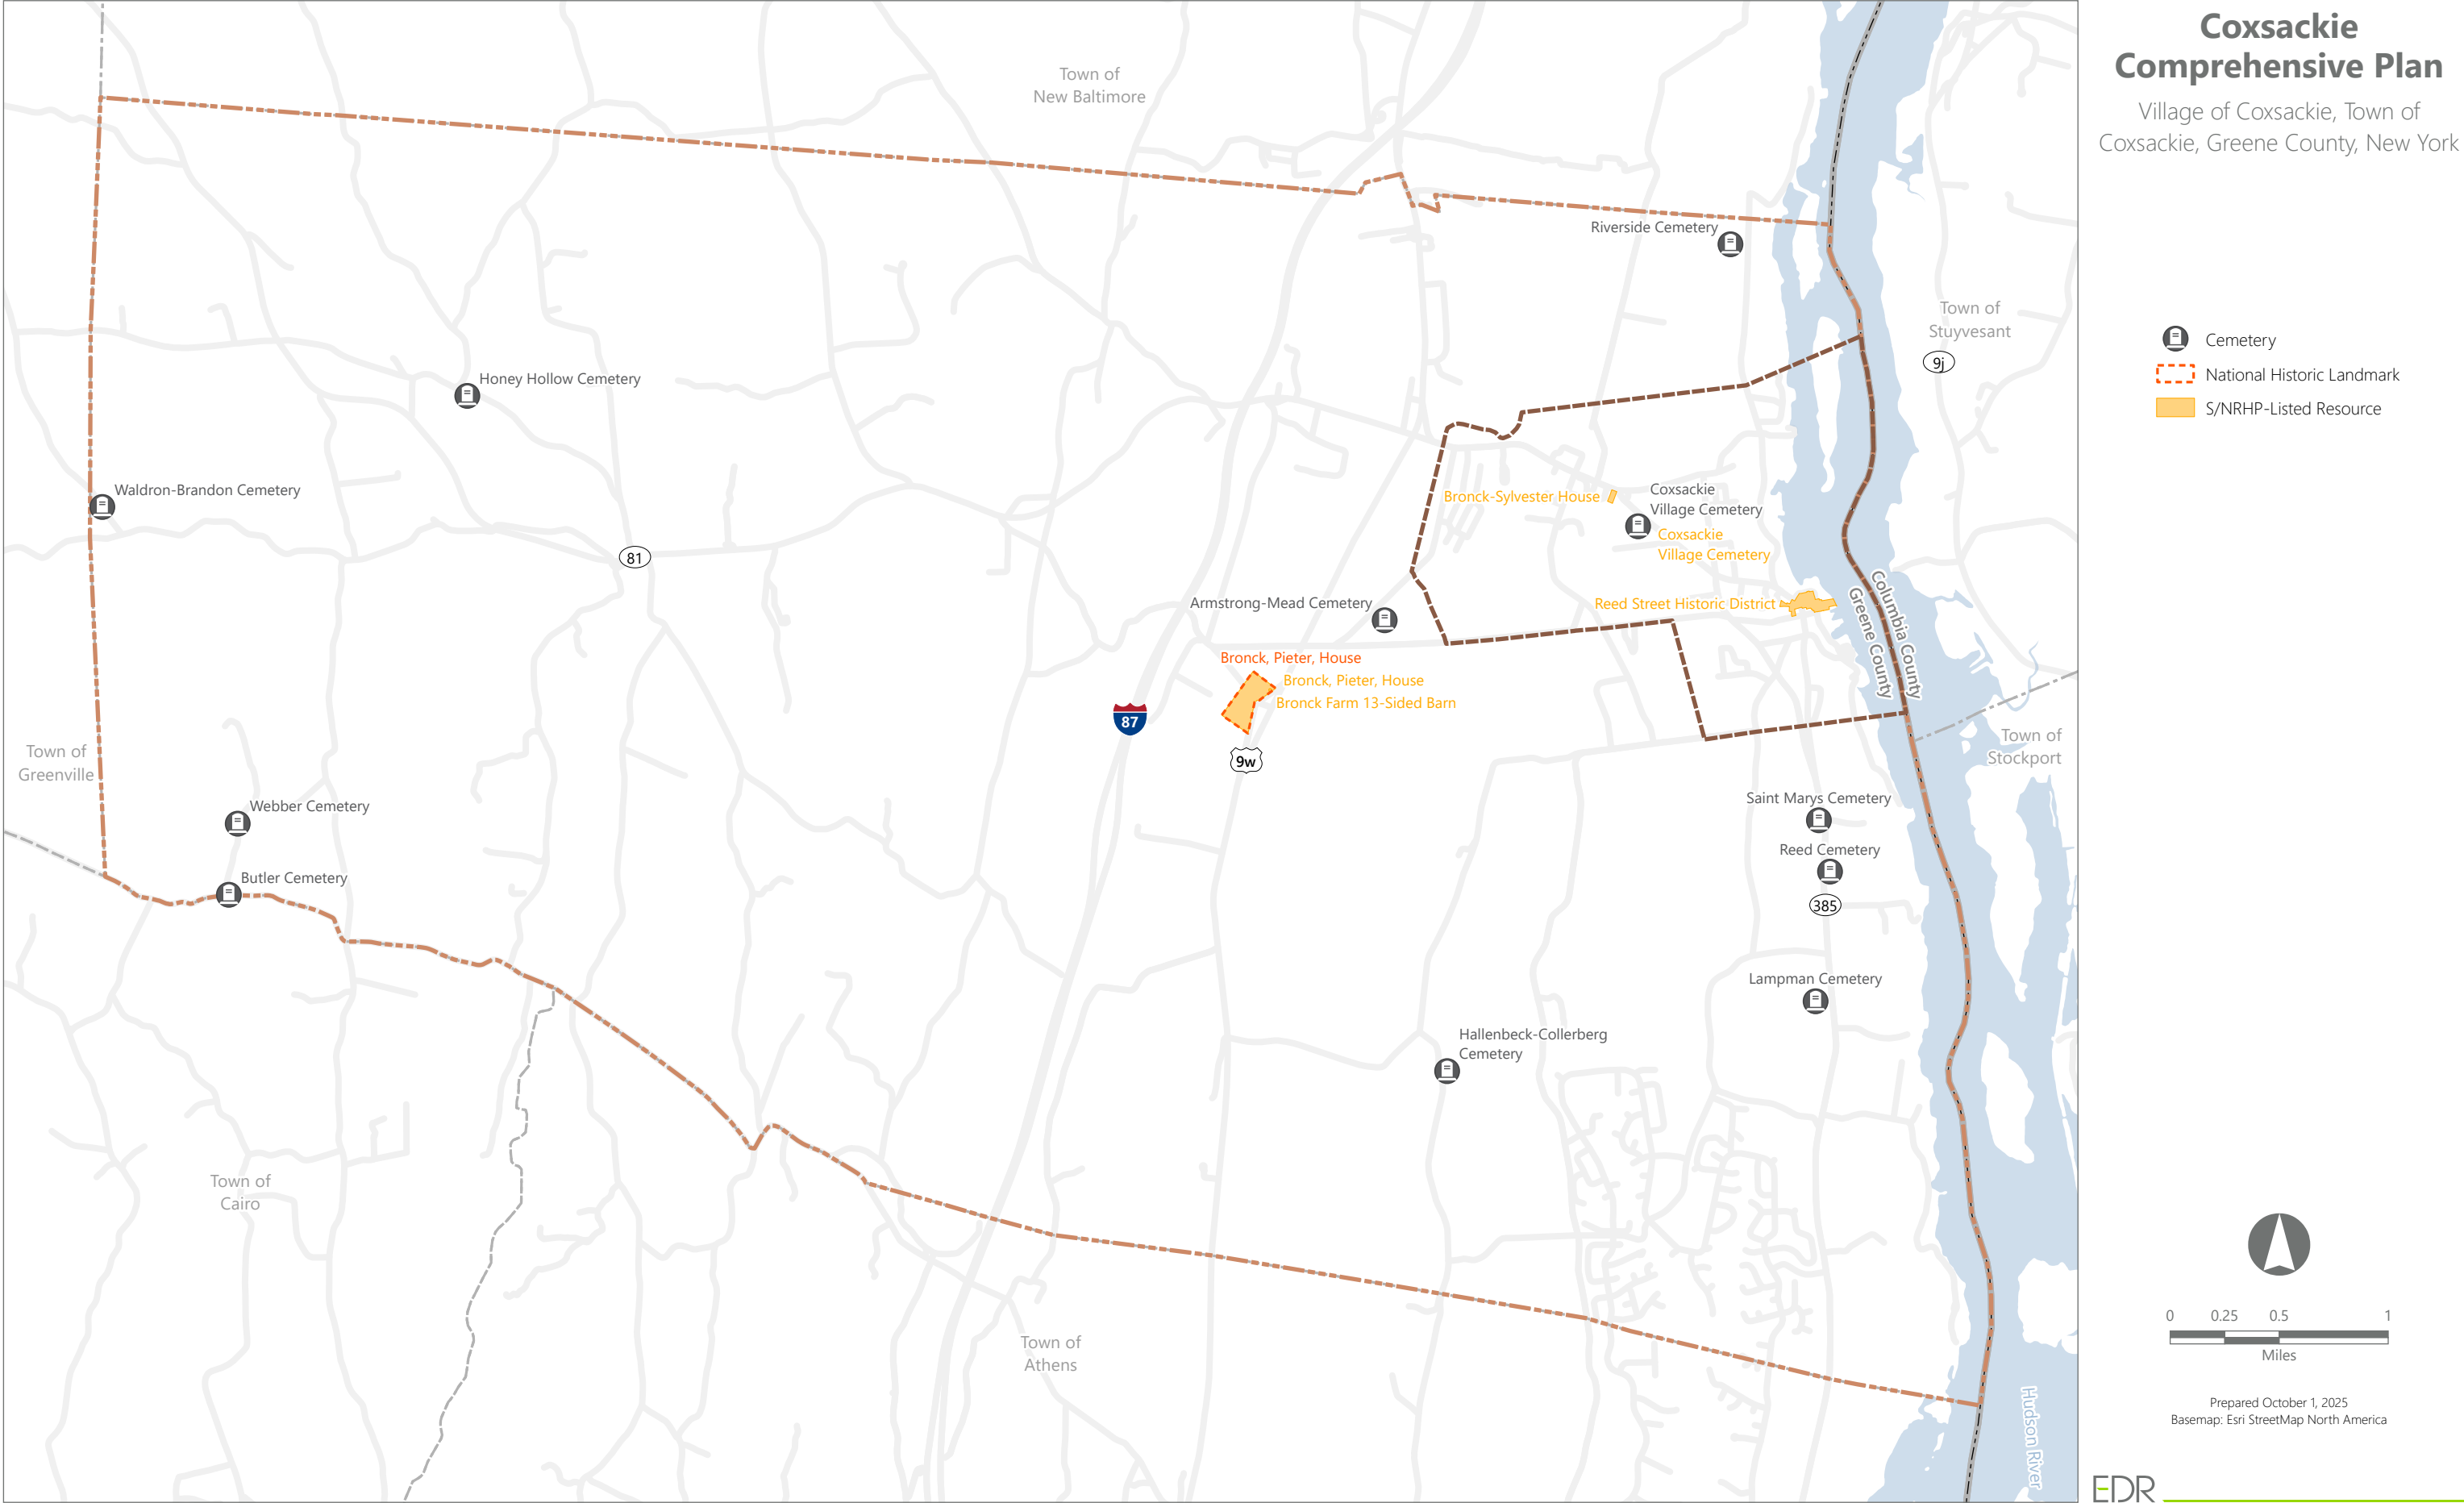 Coxsackie
Comprehensive Plan
Village of Coxsackie, Town of
Coxsackie, Greene County, New York
Cemetery
National Historic Landmark
S/NRHP-Listed Resource
Town of
New Baltimore
Riverside Cemetery
Town of
Stuyvesant
9j
Honey Hollow Cemetery
Waldron-Brandon Cemetery
81
Bronck-Sylvester House
Coxsackie
Village Cemetery
Coxsackie
Village Cemetery
Armstrong-Mead Cemetery
Reed Street Historic District
Columbia County
Greene County
Bronck, Pieter, House
Bronck, Pieter, House
Bronck Farm 13-Sided Barn
87
9w
Town of
Greenville
Town of
Stockport
Webber Cemetery
Butler Cemetery
Saint Marys Cemetery
Reed Cemetery
385
Lampman Cemetery
Hallenbeck-Collerberg
Cemetery
Town of
Cairo
Town of
Athens
Hudson River
0 0.25 0.5 1
Miles
Prepared October 1, 2025
Basemap: Esri StreetMap North America
EDR